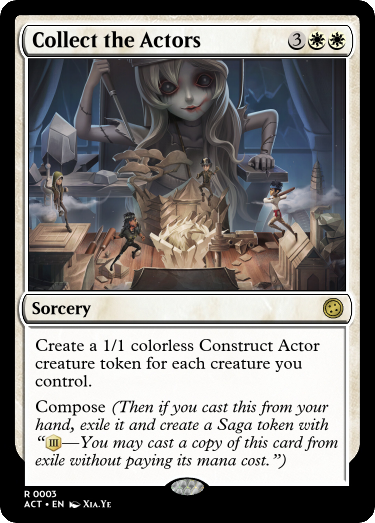 Collect the Actors 3
Sorcery
Create a 1/1 colorless Construct Actor
creature token for each creature you
control.
Compose (Then if you cast this from your
hand, exile it and create a Saga token with
“III—You may cast a copy of this card from
exile without paying its mana cost.”)
R 0003
ACT • EN Xia.Ye